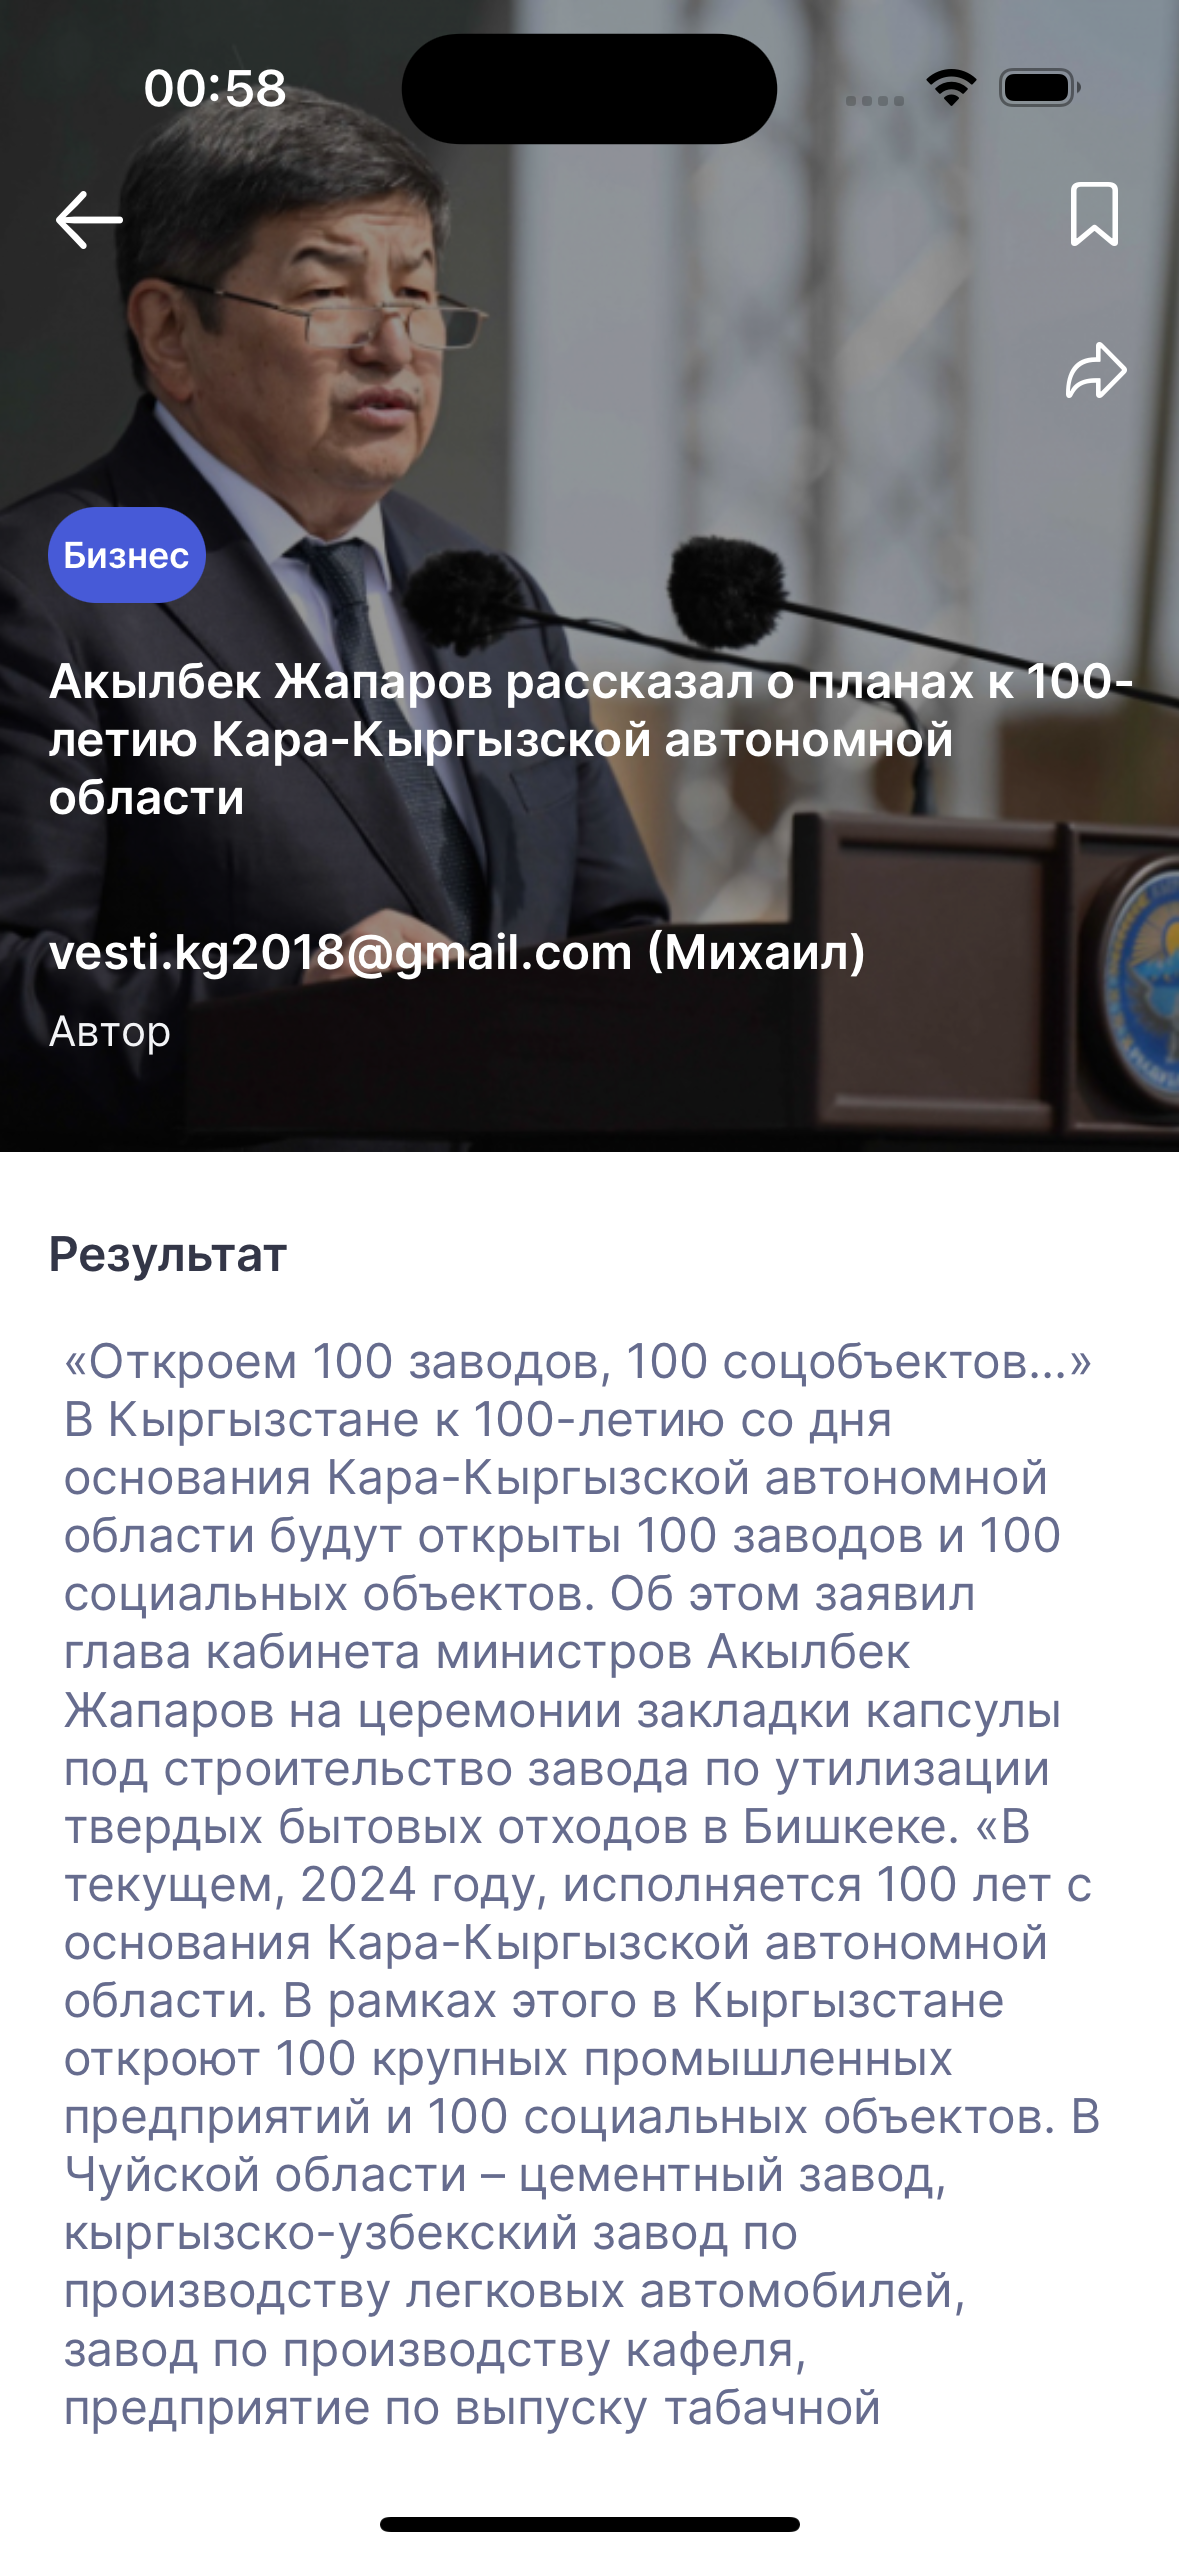 00:58
Бизнес
Акылбек Жапаров рассказал о планах к 100-
летию Кара-Кыргызской автономной
области
vesti.kg2018@gmail.com (Михаил)
Автор
Результат
«Откроем 100 заводов, 100 соцобъектов...»
В Кыргызстане к 100-летию со дня
основания Кара-Кыргызской автономной
области будут открыты 100 заводов и 100
социальных объектов. Об этом заявил
глава кабинета министров Акылбек
Жапаров на церемонии закладки капсулы
под строительство завода по утилизации
твердых бытовых отходов в Бишкеке. «В
текущем, 2024 году, исполняется 100 лет с
основания Кара-Кыргызской автономной
области. В рамках этого в Кыргызстане
откроют 100 крупных промышленных
предприятий и 100 социальных объектов. В
Чуйской области – цементный завод,
кыргызско-узбекский завод по
производству легковых автомобилей,
завод по производству кафеля,
предприятие по выпуску табачной